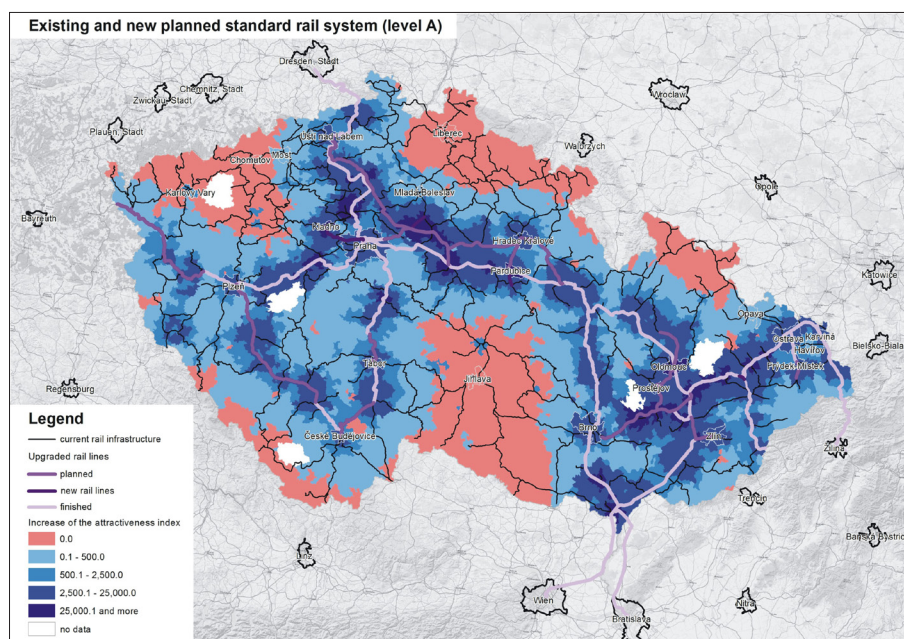 Existing and new planned standard rail system (level A)
Dresden, Stadt
Chemnitz, Stadt
Zwickau, Stadt
Plauen, Stadt
Wroclaw
Walbrzych
Opole
Bayreuth
Katowice
Bielsko-Biala
Regensburg
Liberec
Ústí nad Labem
Most
Chomutov
Karlovy Vary
Mladá Boleslav
Kladno
Praha
Hradec Králové
Pardubice
Plzeň
Opava
Ostrava
Karviná
Havířov
Frýdek-Místek
Olomouc
Prostějov
Tábor
Jihlava
České Budějovice
Brno
Zlín
Žilina
Trenčín
Banská Bystrica
Linz
Wien
Bratislava
Nitra
Legend
current rail infrastructure
Upgraded rail lines
planned
new rail lines
finished
Increase of the attractiveness index
0.0
0.1 - 500.0
500.1 - 2,500.0
2,500.1 - 25,000.0
25,000.1 and more
no data